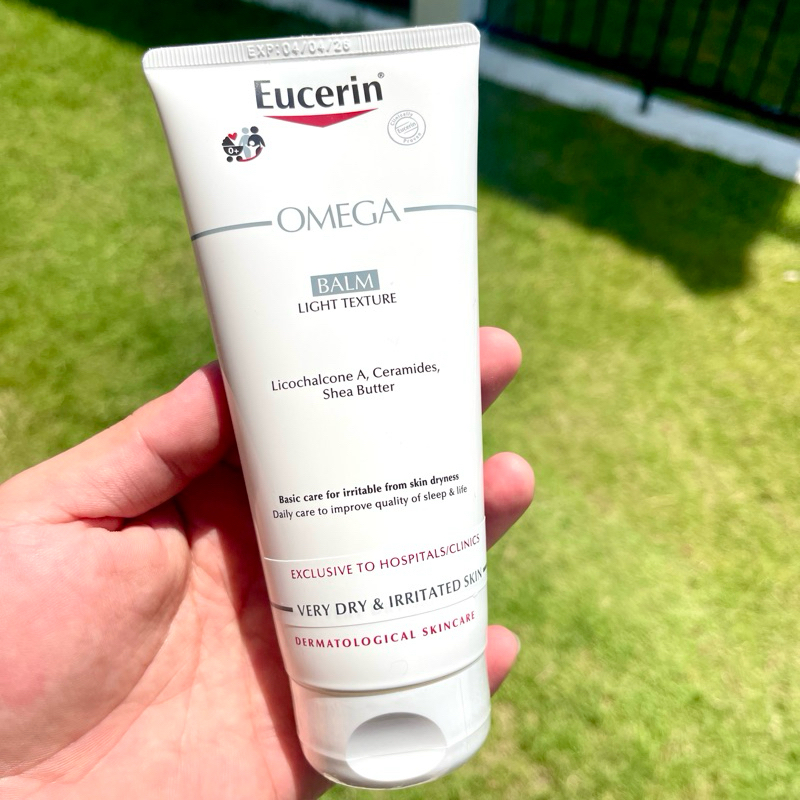 EXP:04/04/26
Eucerin®
0+
Eucerin
OMEGA
BALM
LIGHT TEXTURE
Licochalcone A, Ceramides,
Shea Butter
Basic care for irritable from skin dryness
Daily care to improve quality of sleep & life
EXCLUSIVE TO HOSPITALS/CLINICS
VERY DRY & IRRITATED SKIN
DERMATOLOGICAL SKINCARE